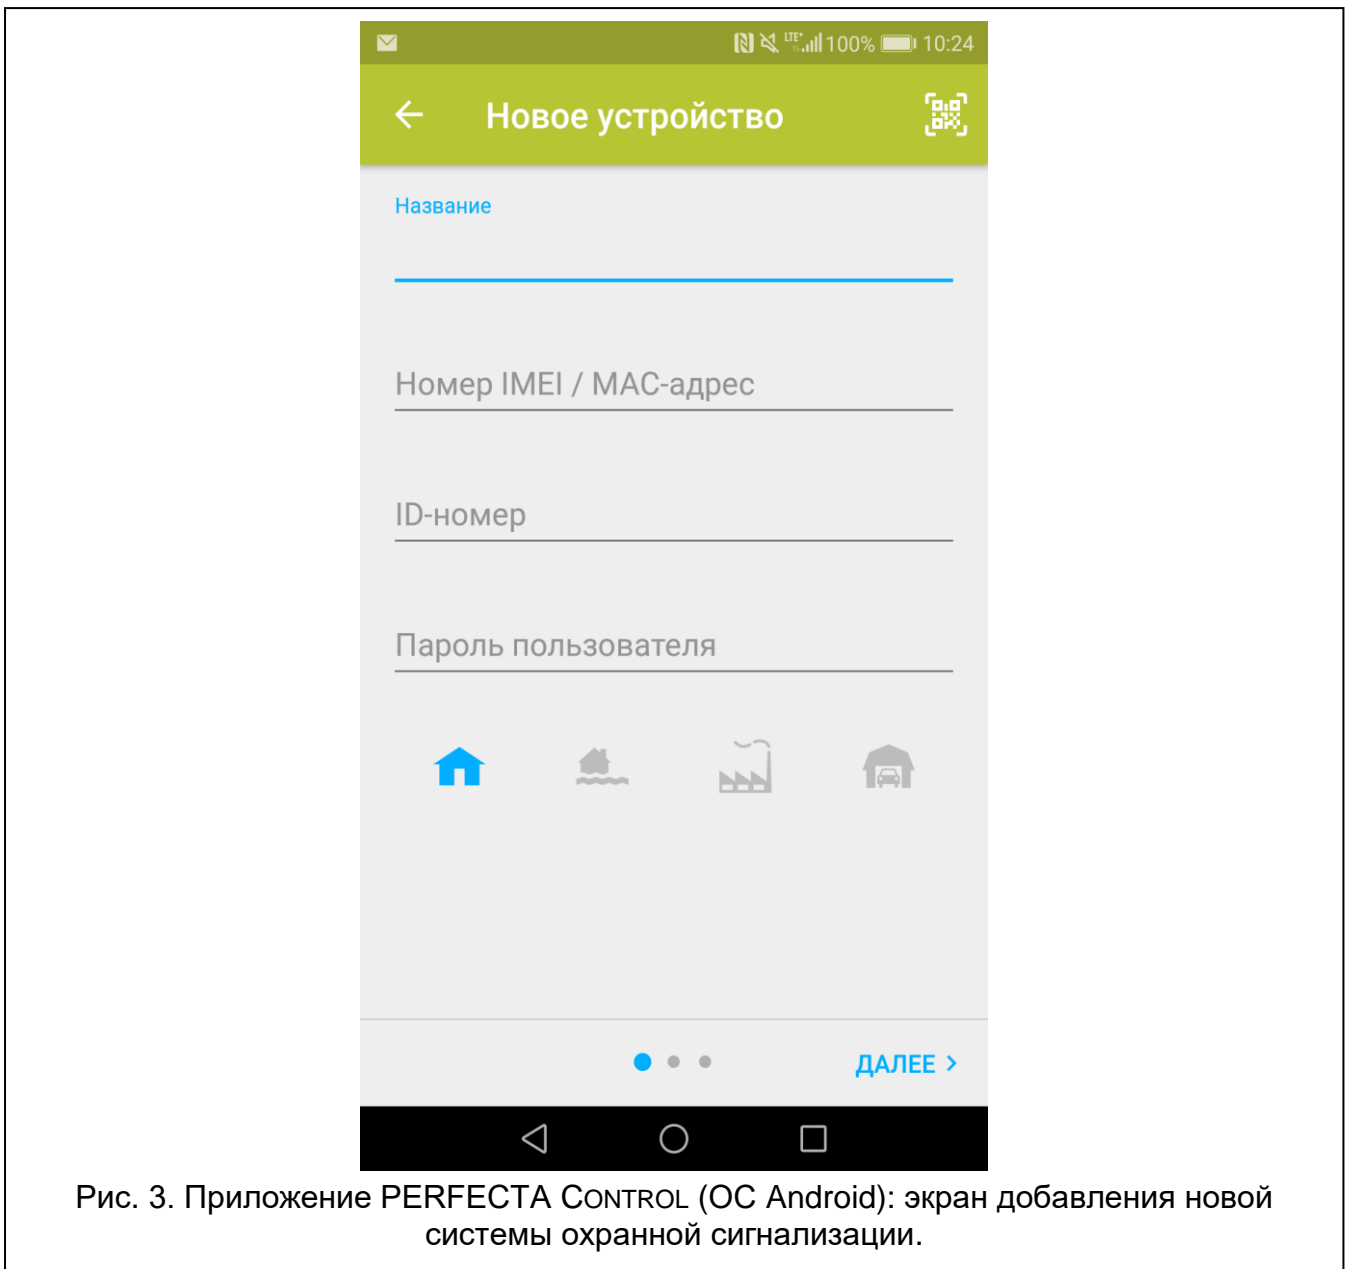 LTE+ 100% 10:24
Новое устройство
Название
Номер IMEI / MAC-адрес
ID-номер
Пароль пользователя
ДАЛЕЕ >
Рис. 3. Приложение PERFECTA CONTROL (ОС Android): экран добавления новой
системы охранной сигнализации.